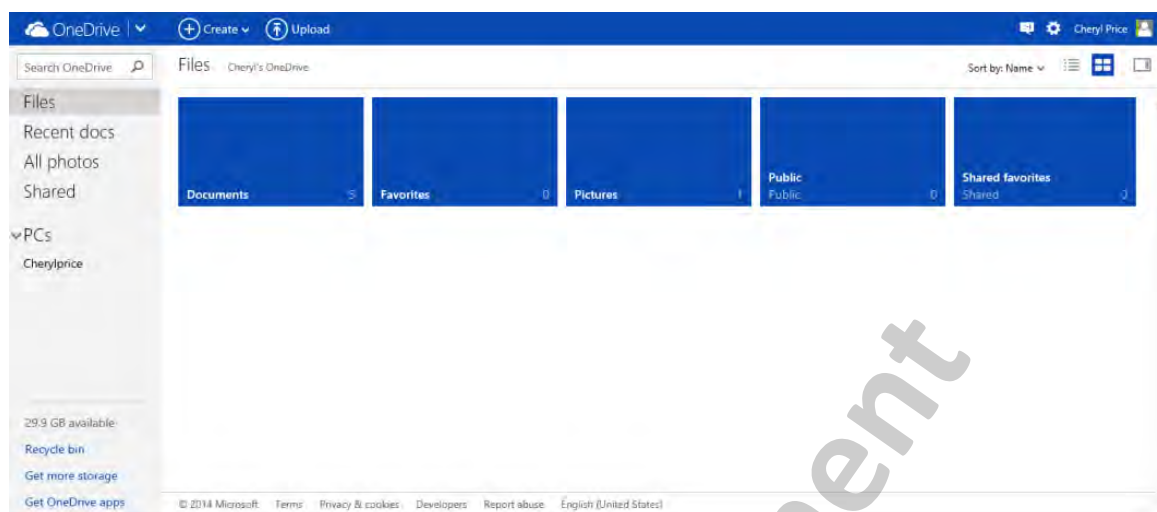 OneDrive Create Upload Cheryl Price
Search OneDrive Files Cheryl's OneDrive Sort by: Name
Files
Recent docs
All photos
Shared
PCs
Cherylprice
Documents 5 Favorites 0 Pictures 1 Public Public 0 Shared favorites Shared 0
29.9 GB available
Recycle bin
Get more storage
Get OneDrive apps
© 2014 Microsoft Terms Privacy & cookies Developers Report abuse English (United States)
ent